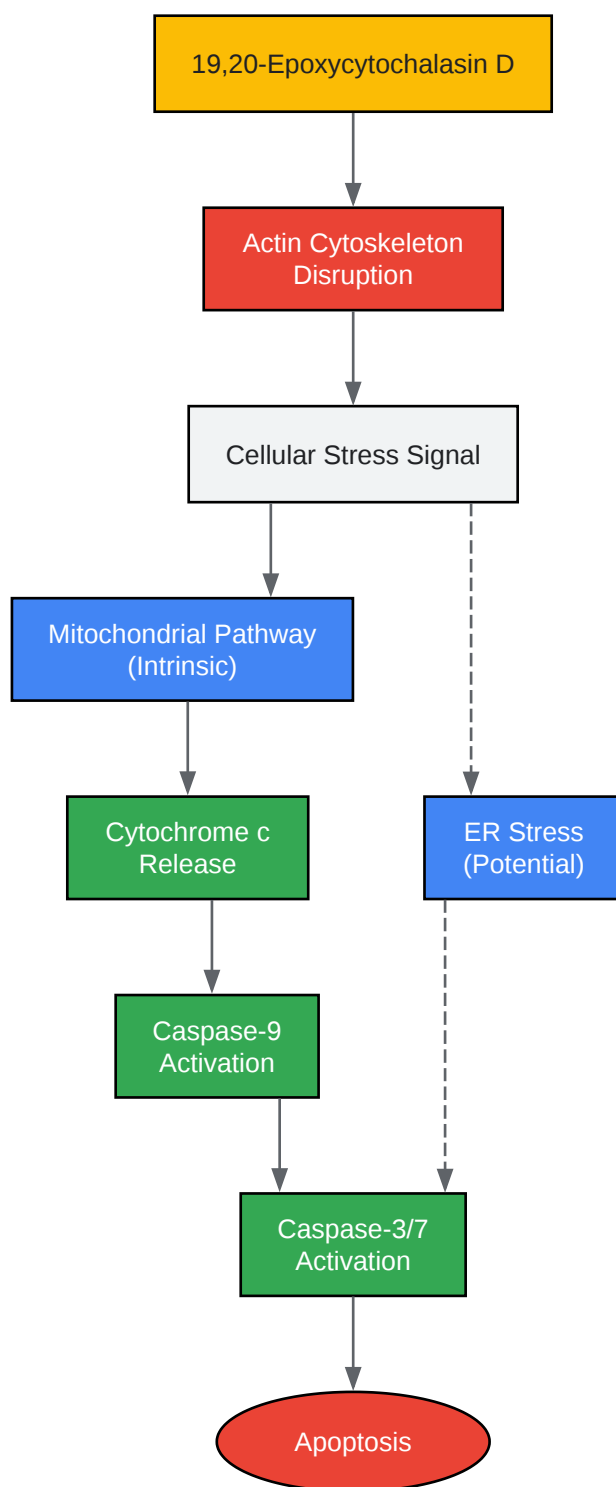 19,20-Epoxycytochalasin D
Actin Cytoskeleton
Disruption
Cellular Stress Signal
Mitochondrial Pathway
(Intrinsic)
Cytochrome c
Release
ER Stress
(Potential)
Caspase-9
Activation
Caspase-3/7
Activation
Apoptosis